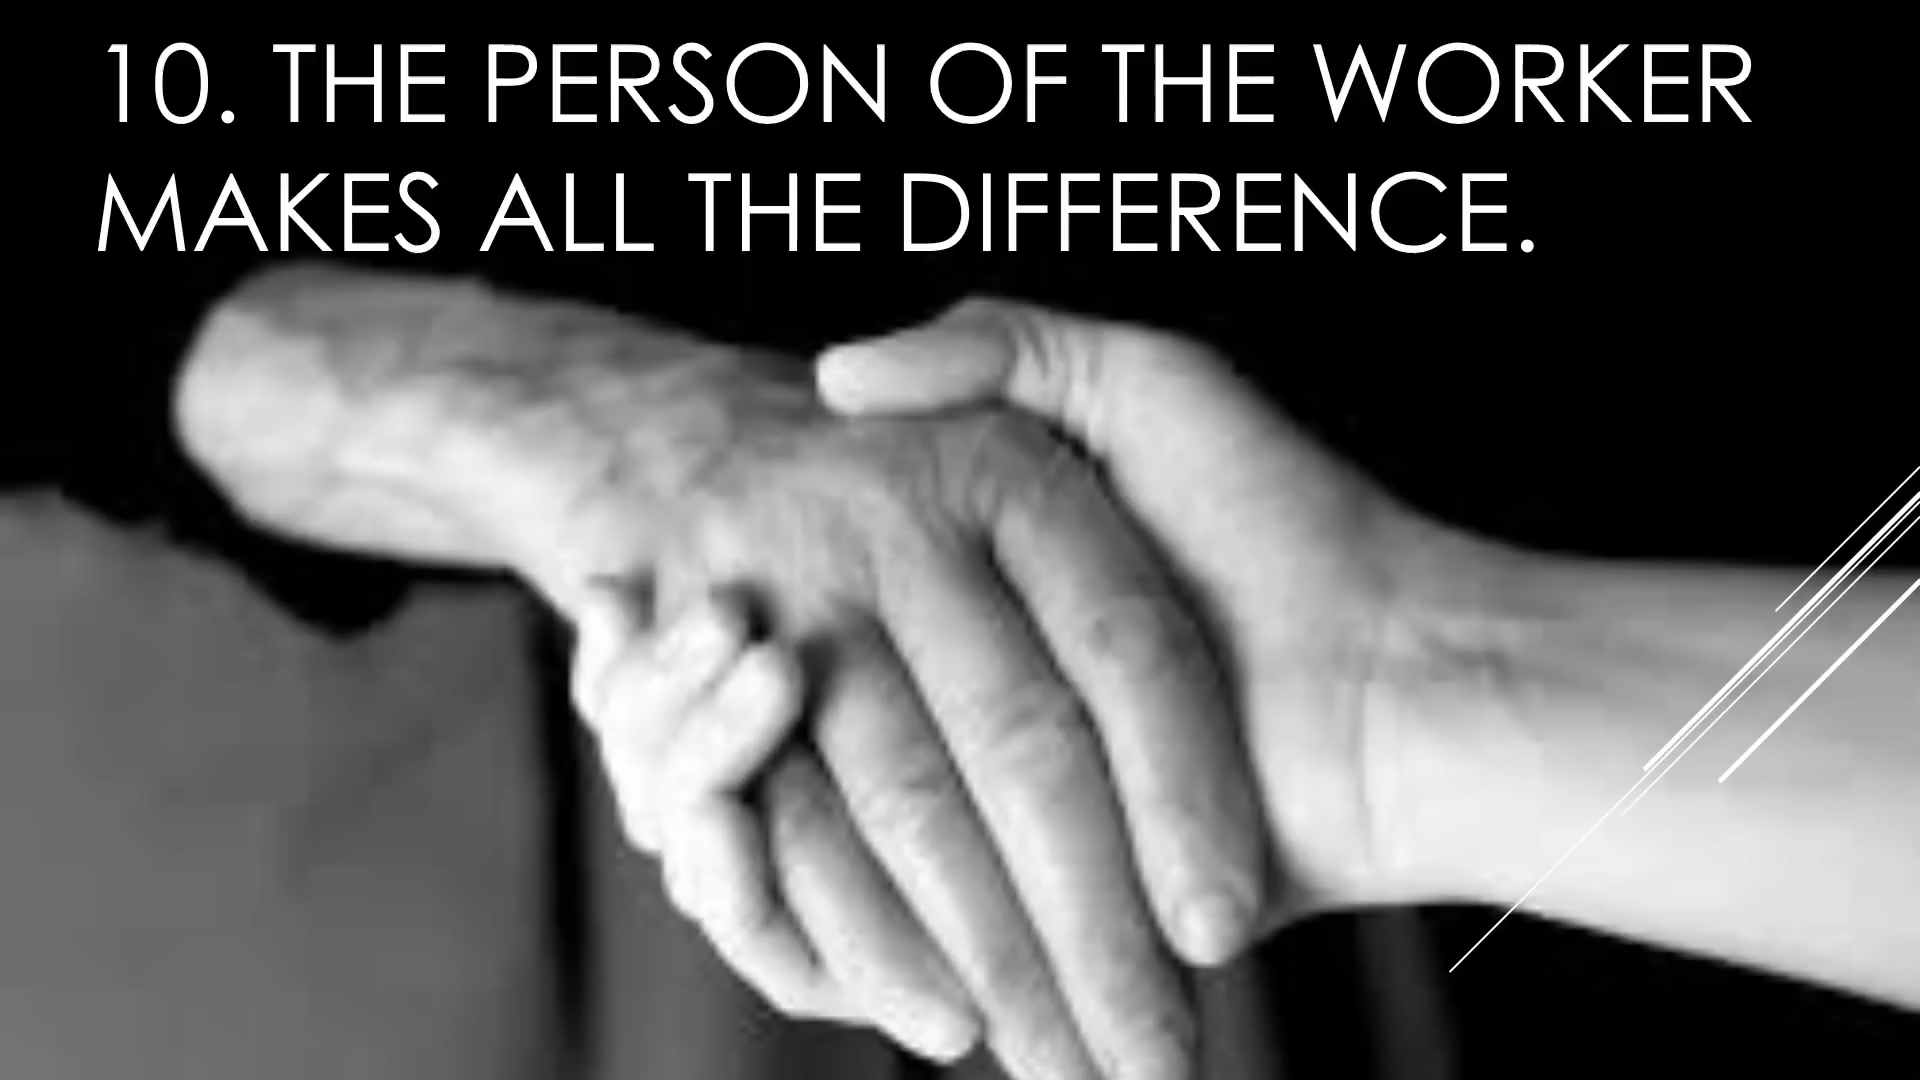 10. THE PERSON OF THE WORKER
MAKES ALL THE DIFFERENCE.